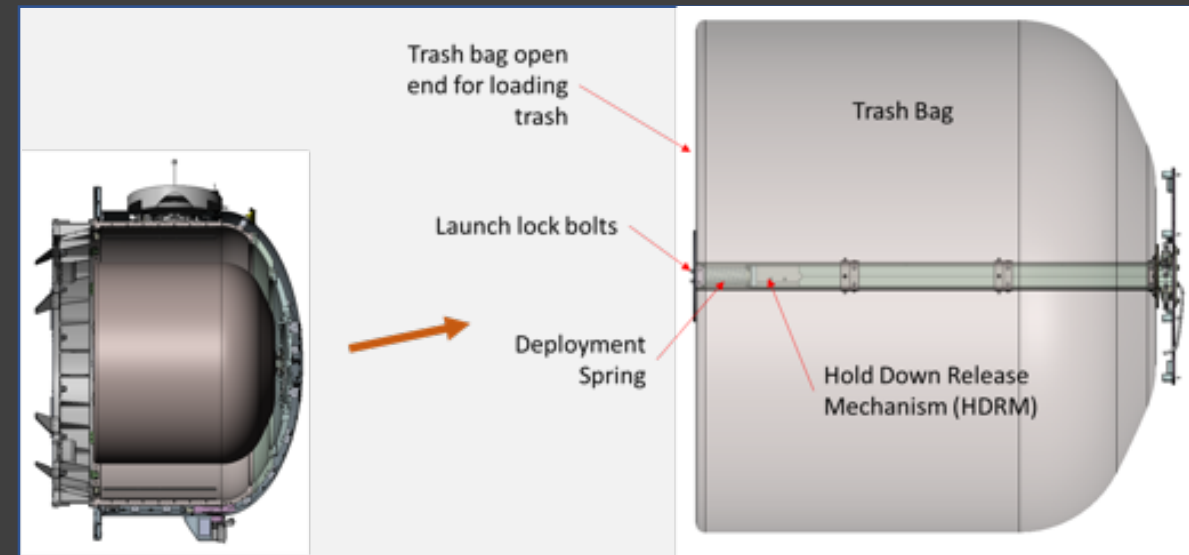 Trash bag open
end for loading
trash
Trash Bag
Launch lock bolts
Deployment
Spring
Hold Down Release
Mechanism (HDRM)